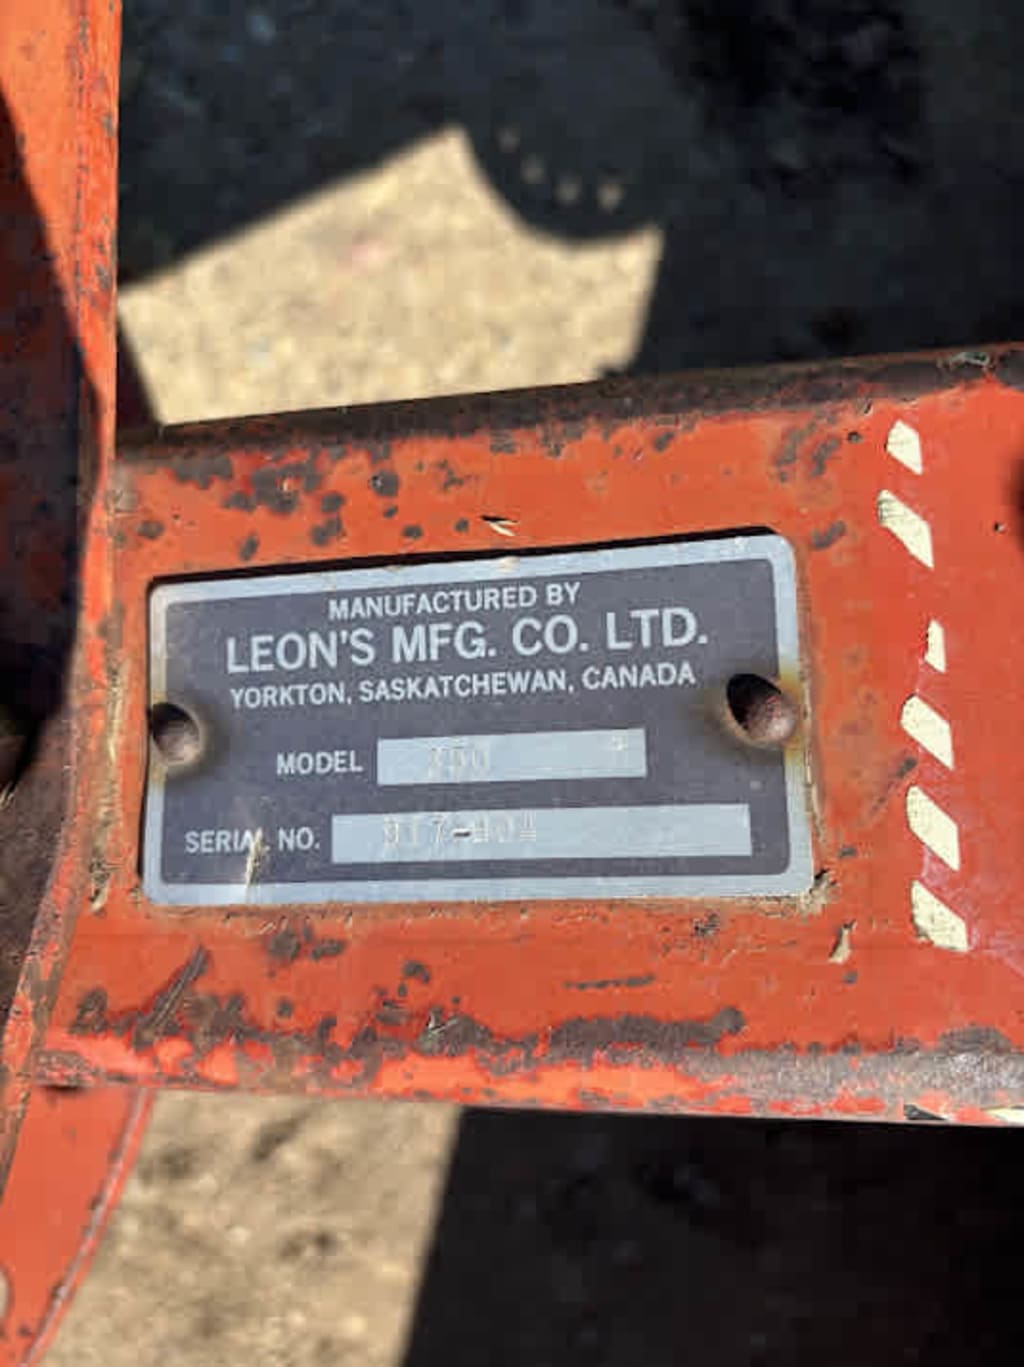 MANUFACTURED BY
LEON'S MFG. CO. LTD.
YORKTON, SASKATCHEWAN, CANADA
MODEL
SERIAL NO.